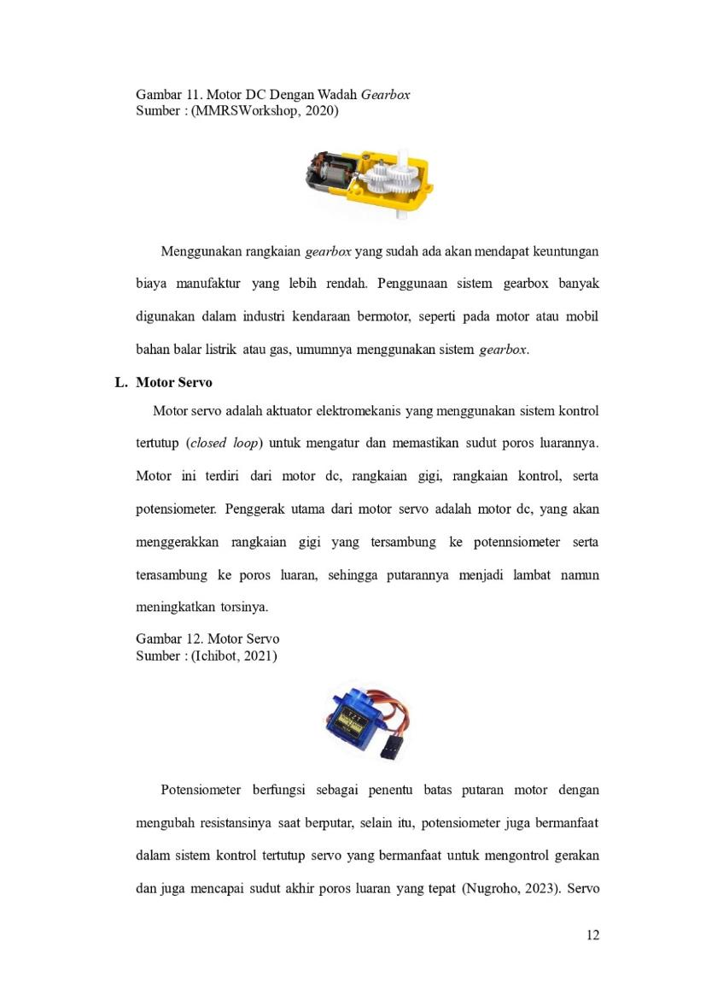 Gambar 11. Motor DC Dengan Wadah Gearbox
Sumber : (MMRSWorkshop, 2020)
Menggunakan rangkaian gearbox yang sudah ada akan mendapat keuntungan
biaya manufaktur yang lebih rendah. Penggunaan sistem gearbox banyak
digunakan dalam industri kendaraan bermotor, seperti pada motor atau mobil
bahan balar listrik atau gas, umumnya menggunakan sistem gearbox.
L. Motor Servo
Motor servo adalah aktuator elektromekanis yang menggunakan sistem kontrol
tertutup (closed loop) untuk mengatur dan memastikan sudut poros luarannya.
Motor ini terdiri dari motor dc, rangkaian gigi, rangkaian kontrol, serta
potensiometer. Penggerak utama dari motor servo adalah motor dc, yang akan
menggerakkan rangkaian gigi yang tersambung ke potennsiometer serta
terasambung ke poros luaran, sehingga putarannya menjadi lambat namun
meningkatkan torsinya.
Gambar 12. Motor Servo
Sumber : (Ichibot, 2021)
TZT
Potensiometer berfungsi sebagai penentu batas putaran motor dengan
mengubah resistansinya saat berputar, selain itu, potensiometer juga bermanfaat
dalam sistem kontrol tertutup servo yang bermanfaat untuk mengontrol gerakan
dan juga mencapai sudut akhir poros luaran yang tepat (Nugroho, 2023). Servo
12